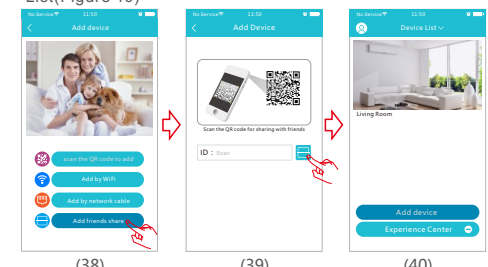 List(Figure 40)
No Service 11:50
Add device
scan the QR code to add
Add by WiFi
Add by network cable
Add friends share
(38)
No Service 11:50
Add Device
Scan the QR code for sharing with friends
ID : Scan
(39)
No Service 11:50
Device List
Living Room
Add device
Experience Center
(40)